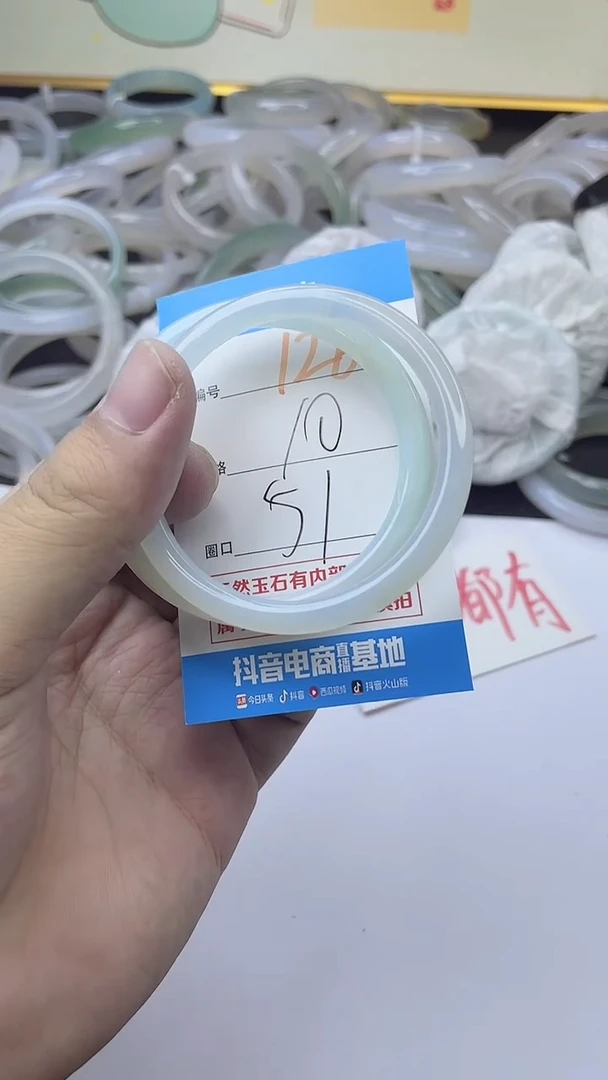 编号 120
格 10
圈口 51
然玉石有内部
拍
抖音电商直播基地
今日头条 抖音 西瓜视频 抖音火山版
都有